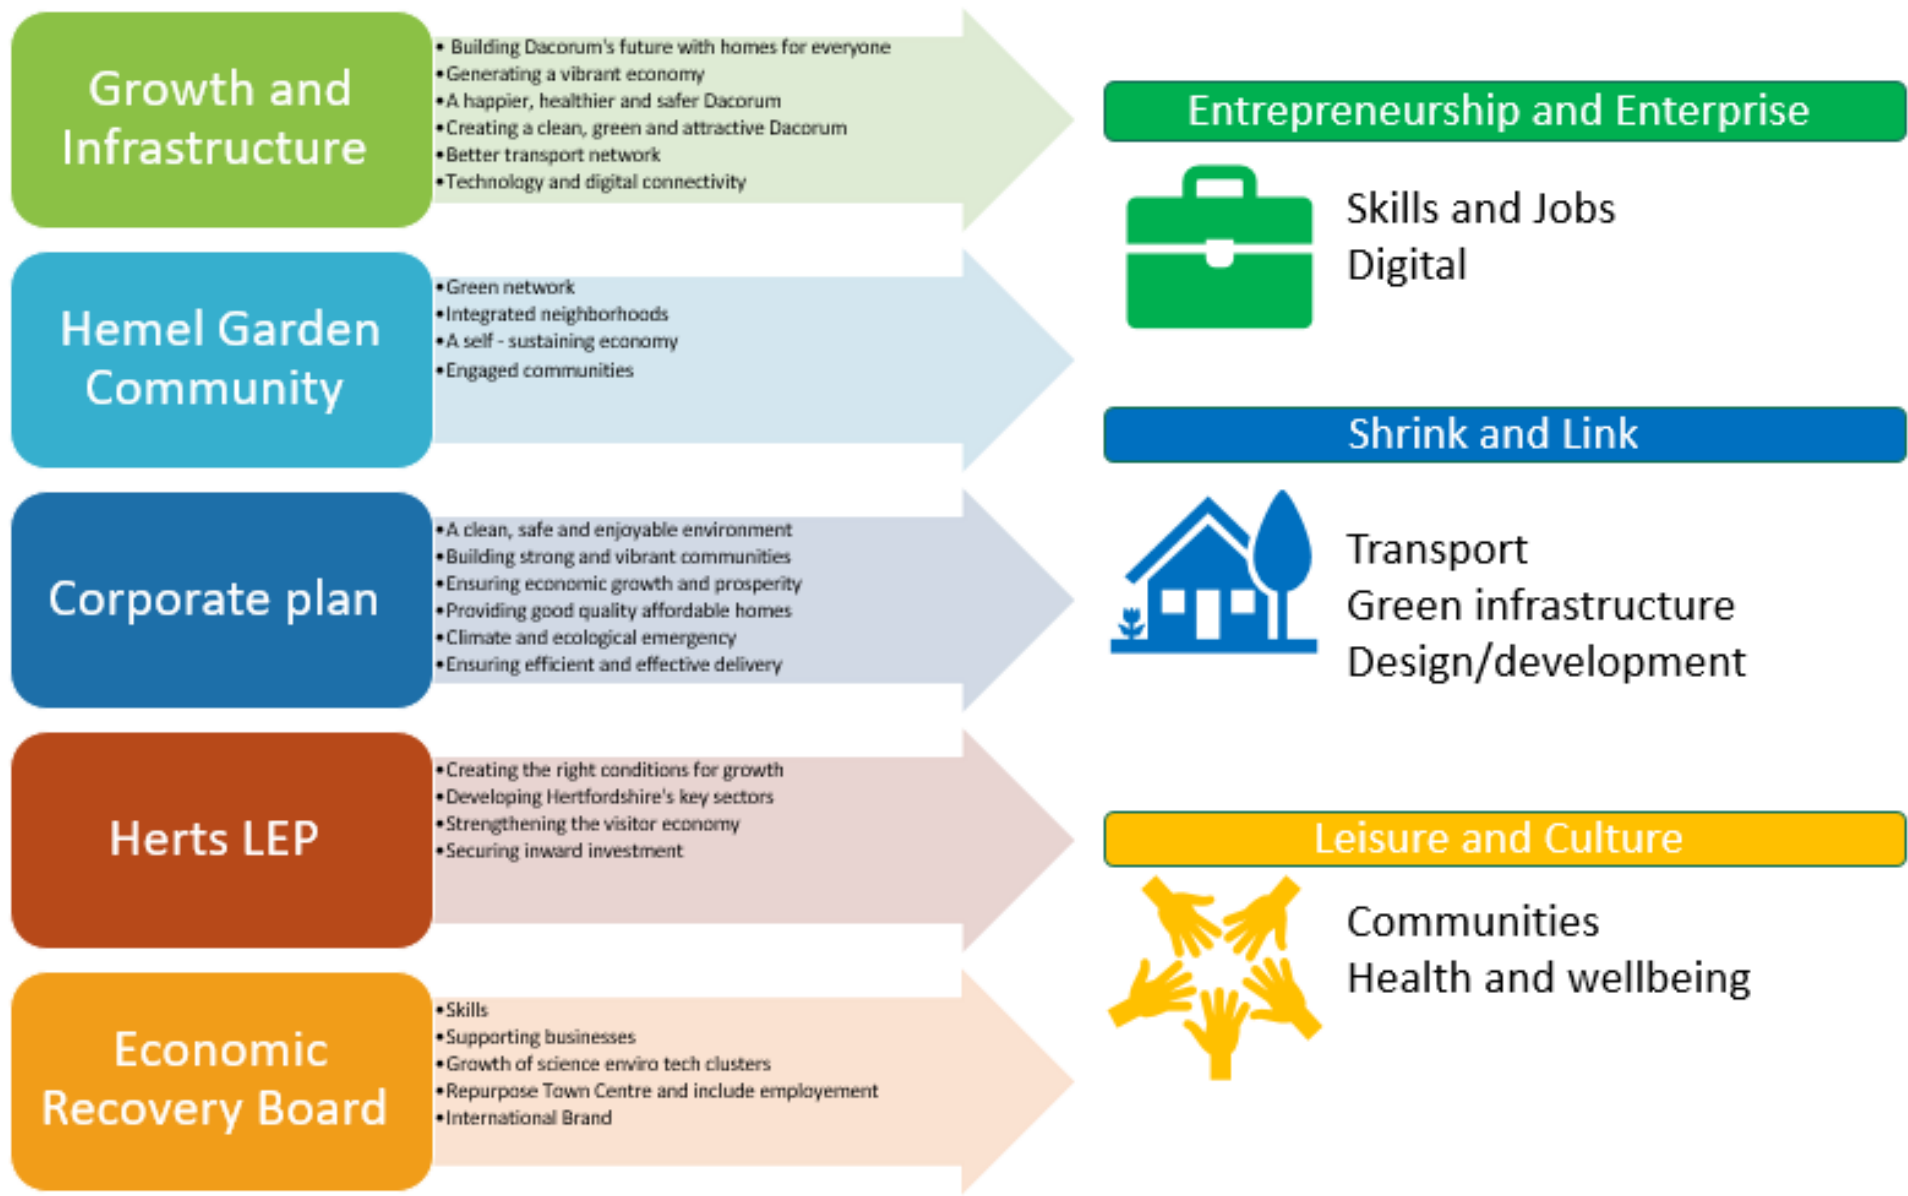 Growth and
Infrastructure
• Building Dacorum's future with homes for everyone
•Generating a vibrant economy
•A happier, healthier and safer Dacorum
•Creating a clean, green and attractive Dacorum
•Better transport network
•Technology and digital connectivity
Hemel Garden
Community
•Green network
•Integrated neighborhoods
•A self - sustaining economy
•Engaged communities
Corporate plan
•A clean, safe and enjoyable environment
•Building strong and vibrant communities
•Ensuring economic growth and prosperity
•Providing good quality affordable homes
•Climate and ecological emergency
•Ensuring efficient and effective delivery
Herts LEP
•Creating the right conditions for growth
•Developing Hertfordshire's key sectors
•Strengthening the visitor economy
•Securing inward investment
Economic
Recovery Board
•Skills
•Supporting businesses
•Growth of science enviro tech clusters
•Repurpose Town Centre and include employement
•International Brand
Entrepreneurship and Enterprise
Skills and Jobs
Digital
Shrink and Link
Transport
Green infrastructure
Design/development
Leisure and Culture
Communities
Health and wellbeing